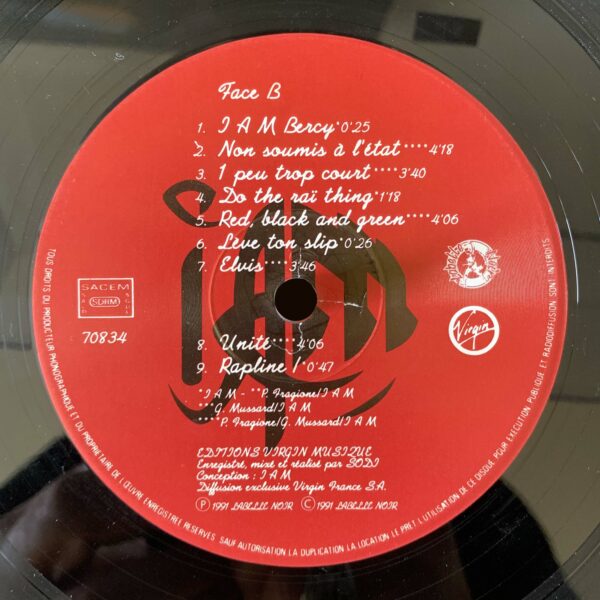 Face B
1. I A M Bercy*0'25
2. Non soumis à l'état****4'18
3. 1 peu trop court****3'40
4. Do the raï thing*1'18
5. Red, black and green****4'06
6. Lève ton slip*0'26
7. Elvis****3'46
SACEM
SDRM
70834
Virgin
8. Unité****4'06
9. Rapline !*0'47
*I A M - **P. Fragione/I A M
***G. Mussard/I A M
****P. Fragione/G. Mussard/I A M
EDITIONS VIRGIN MUSIQUE
Enregistré, mixé et réalisé par SODI
Conception : I A M
Diffusion exclusive Virgin France S.A.
Ⓟ 1991 LABELLE NOIR © 1991 LABELLE NOIR
TOUS DROITS DU PRODUCTEUR PHONOGRAPHIQUE ET DU PROPRIETAIRE DE L'ŒUVRE ENREGISTREE RESERVES SAUF AUTORISATION LA DUPLICATION LA LOCATION LE PRET L'UTILISATION DE CE DISQUE POUR EXECUTION PUBLIQUE ET RADIODIFFUSION SONT INTERDITS